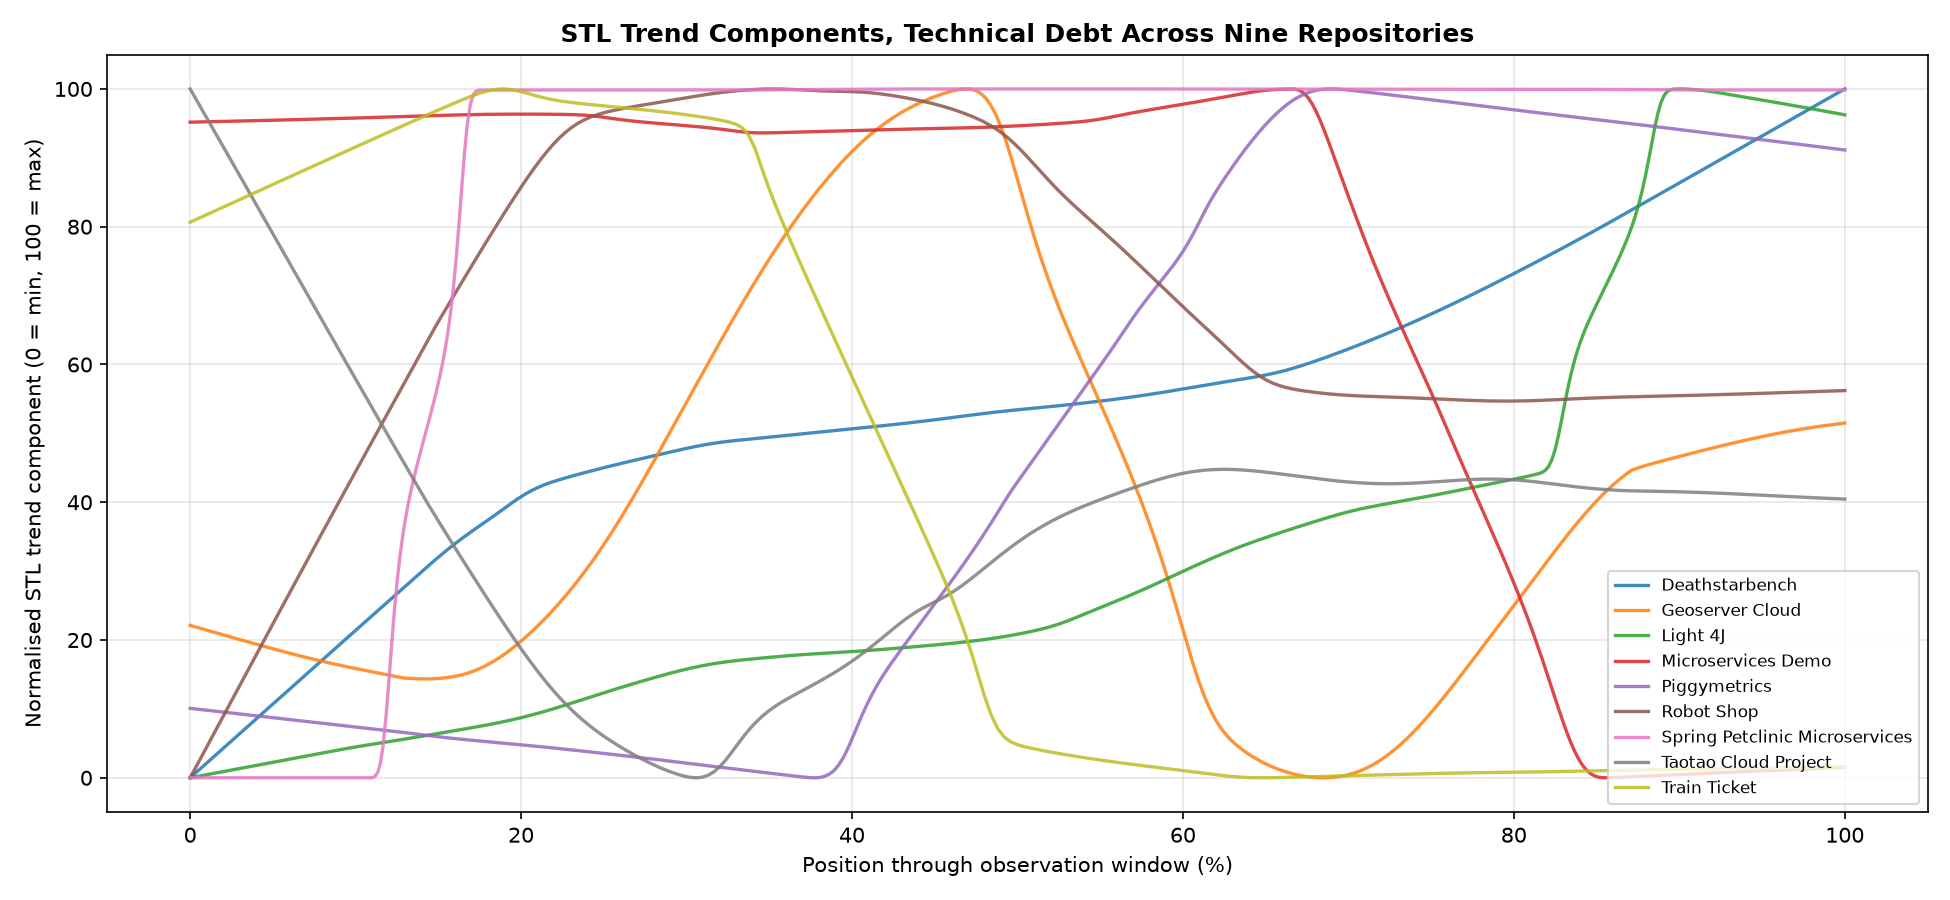 STL Trend Components, Technical Debt Across Nine Repositories
Normalised STL trend component (0 = min, 100 = max)
100
80
60
40
20
0
0 20 40 60 80 100
Position through observation window (%)
Deathstarbench
Geoserver Cloud
Light 4J
Microservices Demo
Piggymetrics
Robot Shop
Spring Petclinic Microservices
Taotao Cloud Project
Train Ticket